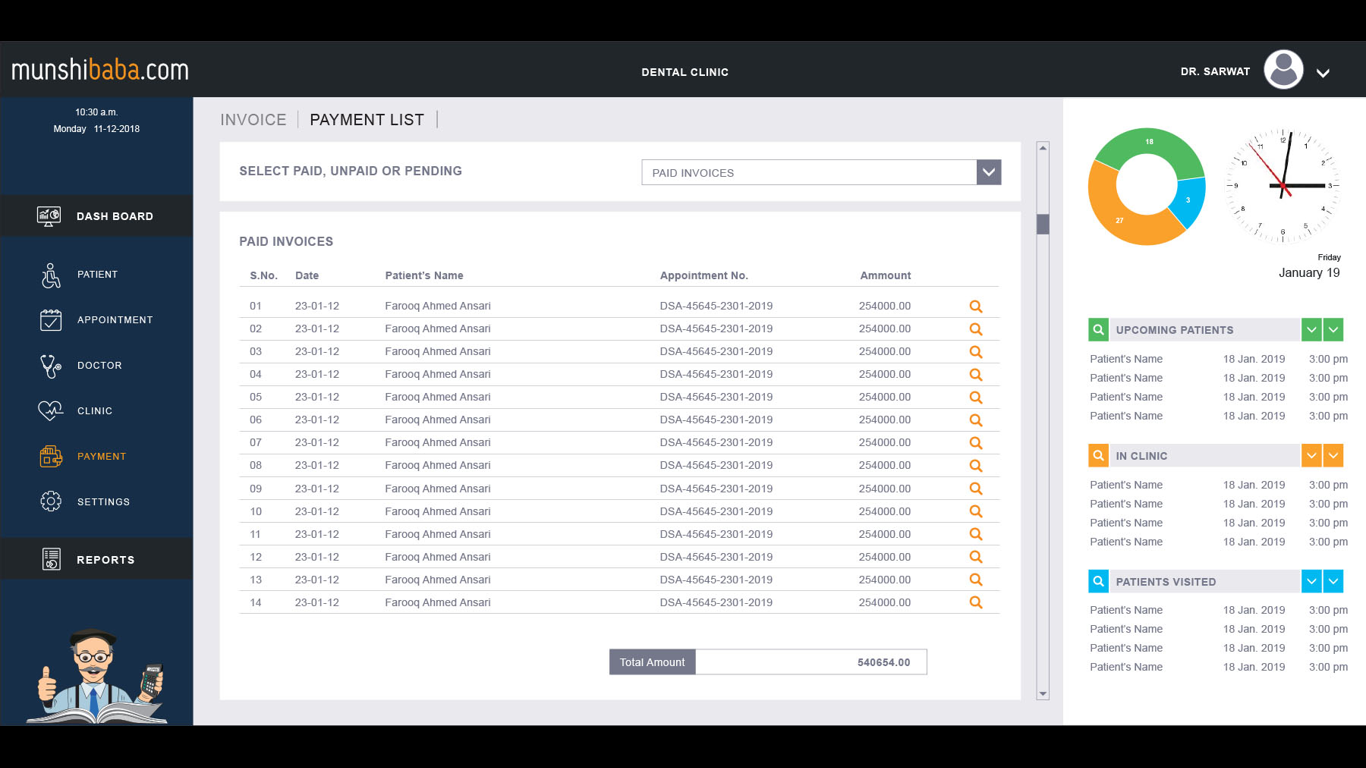 munshibaba.com
DENTAL CLINIC
DR. SARWAT
10:30 a.m.
Monday 11-12-2018
DASH BOARD
PATIENT
APPOINTMENT
DOCTOR
CLINIC
PAYMENT
SETTINGS
REPORTS
INVOICE PAYMENT LIST
SELECT PAID, UNPAID OR PENDING
PAID INVOICES
PAID INVOICES
S.No. Date Patient's Name Appointment No. Ammount
01 23-01-12 Farooq Ahmed Ansari DSA-45645-2301-2019 254000.00
02 23-01-12 Farooq Ahmed Ansari DSA-45645-2301-2019 254000.00
03 23-01-12 Farooq Ahmed Ansari DSA-45645-2301-2019 254000.00
04 23-01-12 Farooq Ahmed Ansari DSA-45645-2301-2019 254000.00
05 23-01-12 Farooq Ahmed Ansari DSA-45645-2301-2019 254000.00
06 23-01-12 Farooq Ahmed Ansari DSA-45645-2301-2019 254000.00
07 23-01-12 Farooq Ahmed Ansari DSA-45645-2301-2019 254000.00
08 23-01-12 Farooq Ahmed Ansari DSA-45645-2301-2019 254000.00
09 23-01-12 Farooq Ahmed Ansari DSA-45645-2301-2019 254000.00
10 23-01-12 Farooq Ahmed Ansari DSA-45645-2301-2019 254000.00
11 23-01-12 Farooq Ahmed Ansari DSA-45645-2301-2019 254000.00
12 23-01-12 Farooq Ahmed Ansari DSA-45645-2301-2019 254000.00
13 23-01-12 Farooq Ahmed Ansari DSA-45645-2301-2019 254000.00
14 23-01-12 Farooq Ahmed Ansari DSA-45645-2301-2019 254000.00
Total Amount 540654.00
18
3
27
12
1
2
3
4
5
6
7
8
9
10
11
Friday
January 19
UPCOMING PATIENTS
Patient's Name 18 Jan. 2019 3:00 pm
Patient's Name 18 Jan. 2019 3:00 pm
Patient's Name 18 Jan. 2019 3:00 pm
Patient's Name 18 Jan. 2019 3:00 pm
IN CLINIC
Patient's Name 18 Jan. 2019 3:00 pm
Patient's Name 18 Jan. 2019 3:00 pm
Patient's Name 18 Jan. 2019 3:00 pm
Patient's Name 18 Jan. 2019 3:00 pm
PATIENTS VISITED
Patient's Name 18 Jan. 2019 3:00 pm
Patient's Name 18 Jan. 2019 3:00 pm
Patient's Name 18 Jan. 2019 3:00 pm
Patient's Name 18 Jan. 2019 3:00 pm